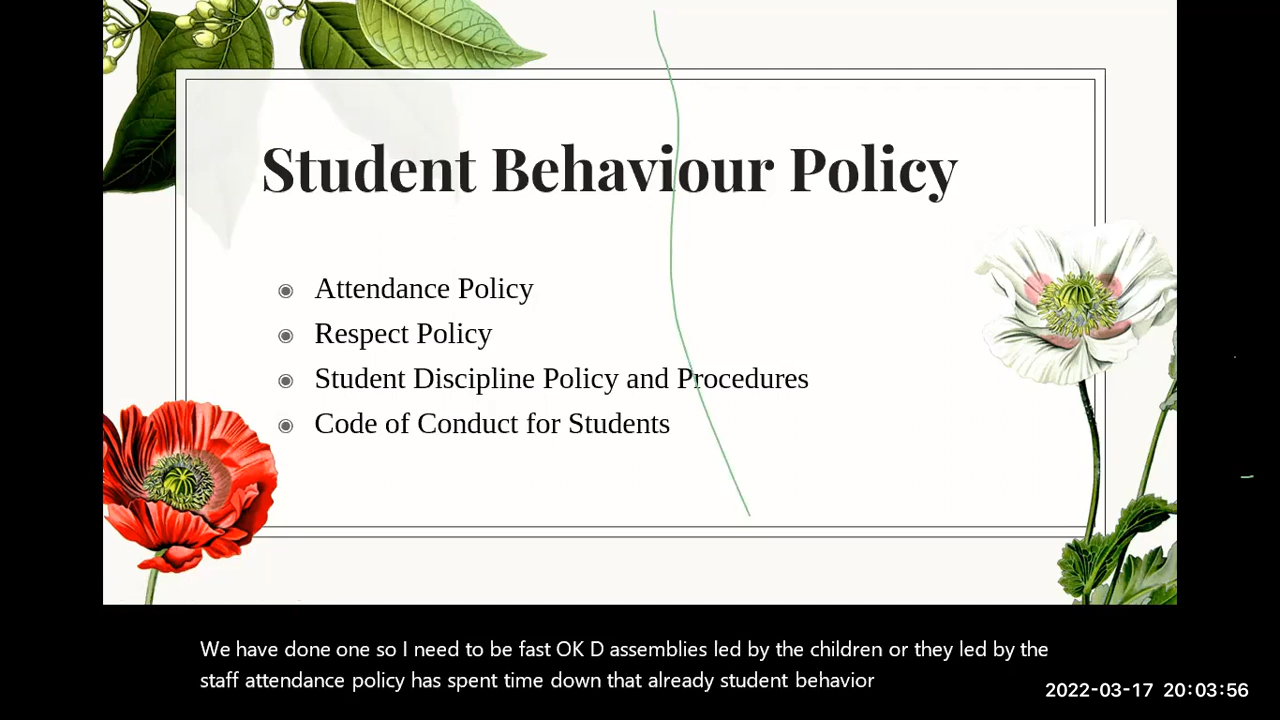 Student Behaviour Policy
Attendance Policy
Respect Policy
Student Discipline Policy and Procedures
Code of Conduct for Students
We have done one so I need to be fast OK D assemblies led by the children or they led by the
staff attendance policy has spent time down that already student behavior
2022-03-17 20:03:56